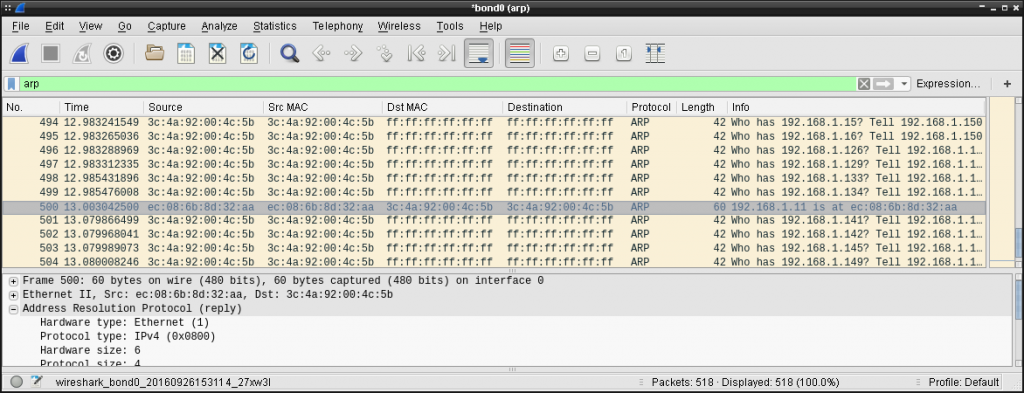 *bond0 (arp)
File Edit View Go Capture Analyze Statistics Telephony Wireless Tools Help
arp Expression… +
No. Time Source Src MAC Dst MAC Destination Protocol Length Info
494 12.983241549 3c:4a:92:00:4c:5b 3c:4a:92:00:4c:5b ff:ff:ff:ff:ff:ff ff:ff:ff:ff:ff:ff ARP 42 Who has 192.168.1.15? Tell 192.168.1.150
495 12.983265036 3c:4a:92:00:4c:5b 3c:4a:92:00:4c:5b ff:ff:ff:ff:ff:ff ff:ff:ff:ff:ff:ff ARP 42 Who has 192.168.1.16? Tell 192.168.1.150
496 12.983288969 3c:4a:92:00:4c:5b 3c:4a:92:00:4c:5b ff:ff:ff:ff:ff:ff ff:ff:ff:ff:ff:ff ARP 42 Who has 192.168.1.126? Tell 192.168.1.1…
497 12.983312335 3c:4a:92:00:4c:5b 3c:4a:92:00:4c:5b ff:ff:ff:ff:ff:ff ff:ff:ff:ff:ff:ff ARP 42 Who has 192.168.1.129? Tell 192.168.1.1…
498 12.985431896 3c:4a:92:00:4c:5b 3c:4a:92:00:4c:5b ff:ff:ff:ff:ff:ff ff:ff:ff:ff:ff:ff ARP 42 Who has 192.168.1.133? Tell 192.168.1.1…
499 12.985476008 3c:4a:92:00:4c:5b 3c:4a:92:00:4c:5b ff:ff:ff:ff:ff:ff ff:ff:ff:ff:ff:ff ARP 42 Who has 192.168.1.134? Tell 192.168.1.1…
500 13.003042500 ec:08:6b:8d:32:aa ec:08:6b:8d:32:aa 3c:4a:92:00:4c:5b 3c:4a:92:00:4c:5b ARP 60 192.168.1.11 is at ec:08:6b:8d:32:aa
501 13.079866499 3c:4a:92:00:4c:5b 3c:4a:92:00:4c:5b ff:ff:ff:ff:ff:ff ff:ff:ff:ff:ff:ff ARP 42 Who has 192.168.1.141? Tell 192.168.1.1…
502 13.079968041 3c:4a:92:00:4c:5b 3c:4a:92:00:4c:5b ff:ff:ff:ff:ff:ff ff:ff:ff:ff:ff:ff ARP 42 Who has 192.168.1.142? Tell 192.168.1.1…
503 13.079989073 3c:4a:92:00:4c:5b 3c:4a:92:00:4c:5b ff:ff:ff:ff:ff:ff ff:ff:ff:ff:ff:ff ARP 42 Who has 192.168.1.145? Tell 192.168.1.1…
504 13.080008246 3c:4a:92:00:4c:5b 3c:4a:92:00:4c:5b ff:ff:ff:ff:ff:ff ff:ff:ff:ff:ff:ff ARP 42 Who has 192.168.1.149? Tell 192.168.1.1…
Frame 500: 60 bytes on wire (480 bits), 60 bytes captured (480 bits) on interface 0
Ethernet II, Src: ec:08:6b:8d:32:aa, Dst: 3c:4a:92:00:4c:5b
Address Resolution Protocol (reply)
Hardware type: Ethernet (1)
Protocol type: IPv4 (0x0800)
Hardware size: 6
Protocol size: 4
wireshark_bond0_20160926153114_27xw3l Packets: 518 · Displayed: 518 (100.0%) Profile: Default